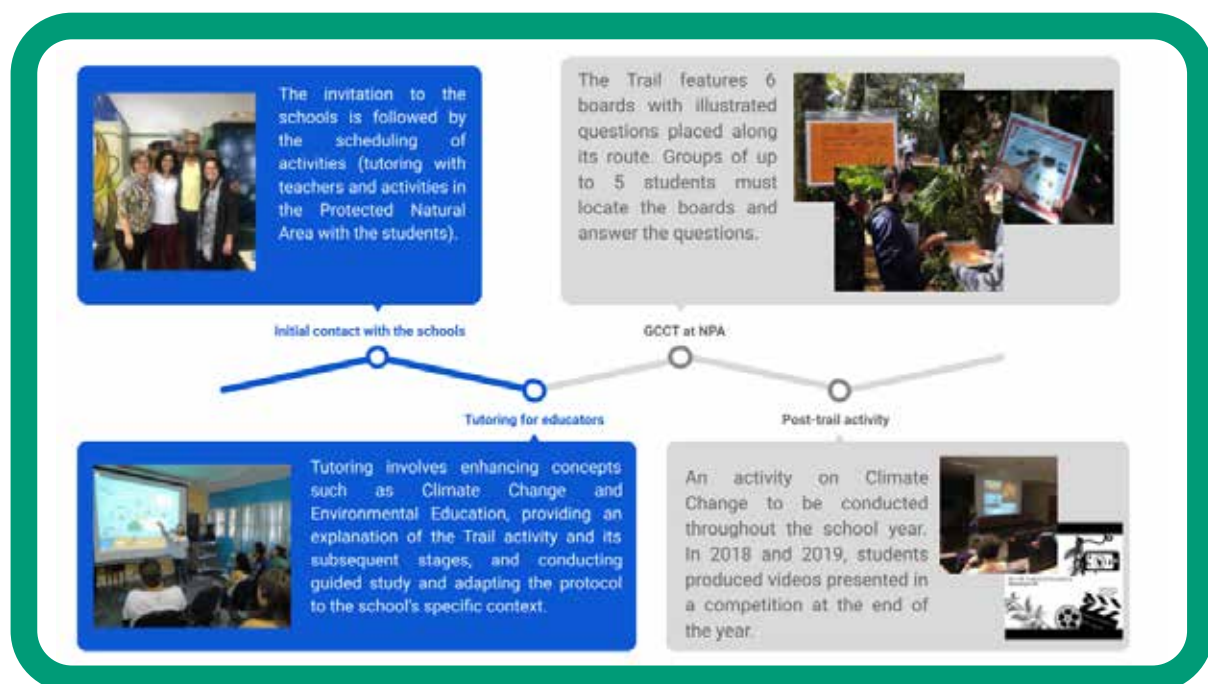 The invitation to the
schools is followed by
the scheduling of
activities (tutoring with
teachers and activities in
the Protected Natural
Area with the students).
The Trail features 6
boards with illustrated
questions placed along
its route. Groups of up
to 5 students must
locate the boards and
answer the questions.
Initial contact with the schools
GCCT at NPA
Tutoring for educators
Post-trail activity
Tutoring involves enhancing concepts
such as Climate Change and
Environmental Education, providing an
explanation of the Trail activity and its
subsequent stages, and conducting
guided study and adapting the protocol
to the school's specific context.
An activity on Climate
Change to be conducted
throughout the school year.
In 2018 and 2019, students
produced videos presented in
a competition at the end of
the year.